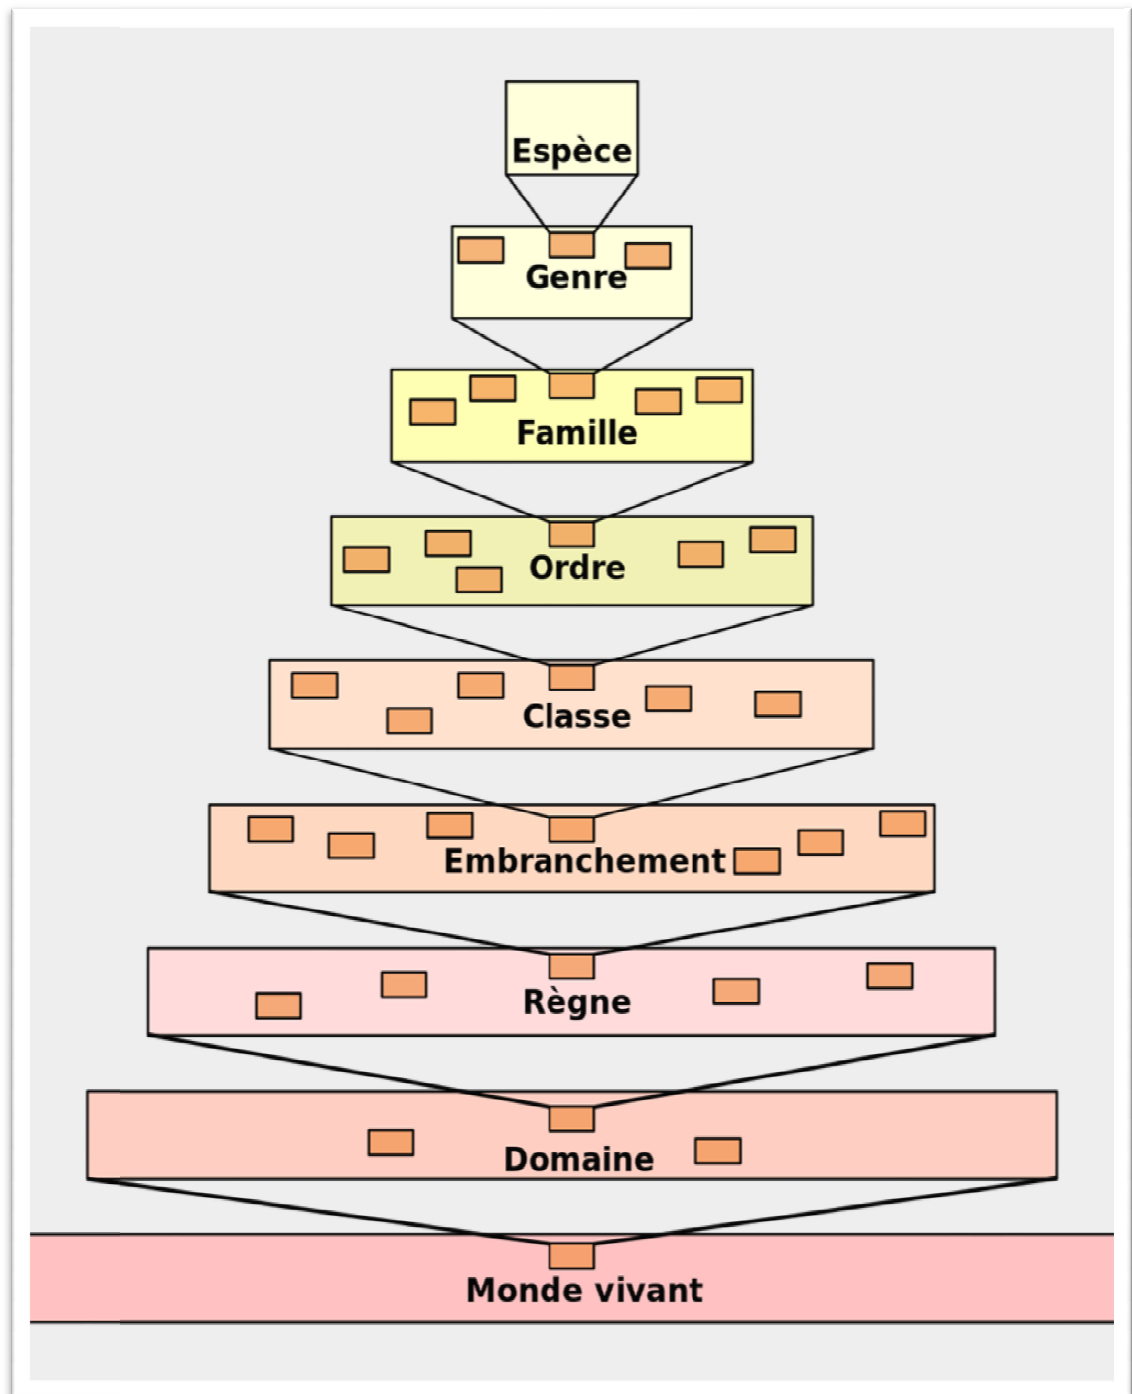 Espèce
Genre
Famille
Ordre
Classe
Embranchement
Règne
Domaine
Monde vivant